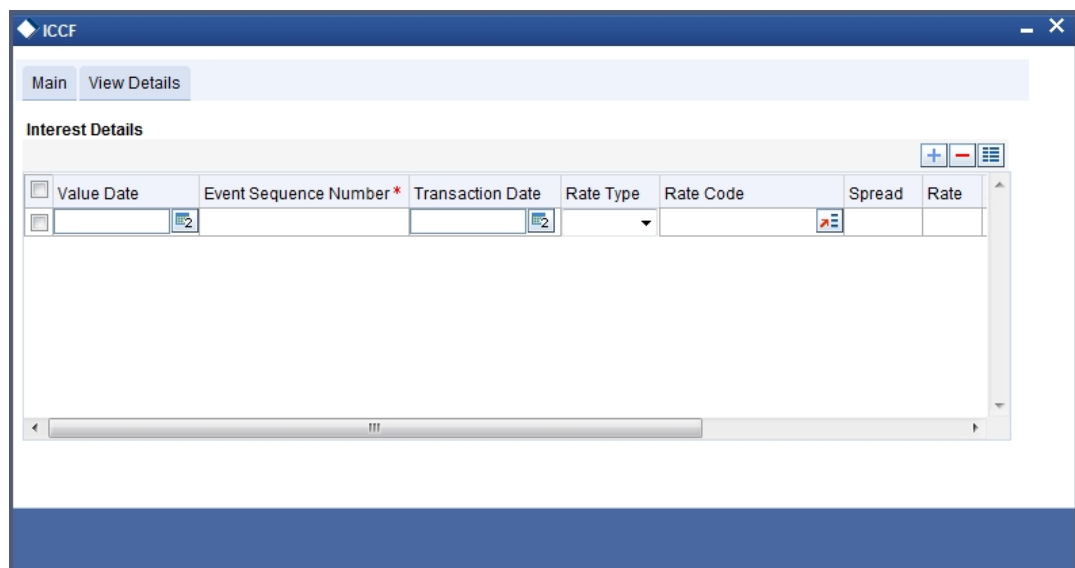 ICCF
Main View Details
Interest Details
Value Date Event Sequence Number * Transaction Date Rate Type Rate Code Spread Rate